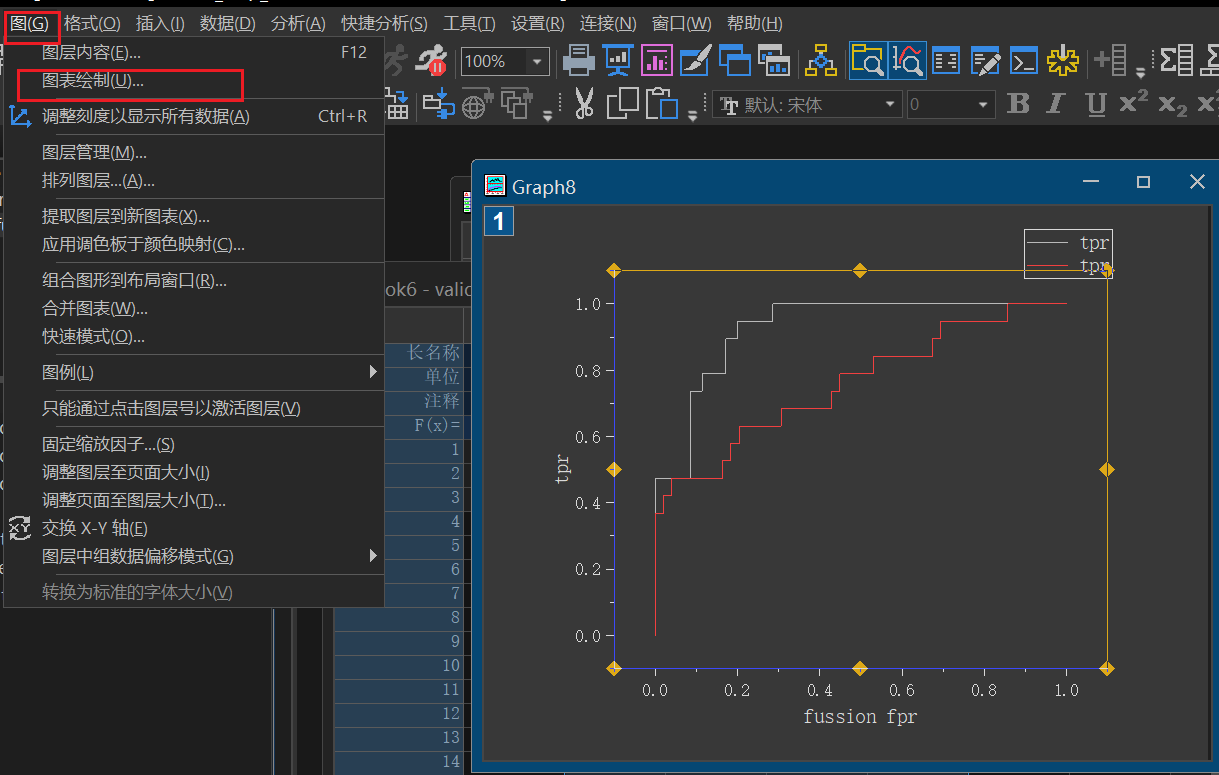 图(G) 格式(O) 插入(I) 数据(D) 分析(A) 快捷分析(S) 工具(T) 设置(R) 连接(N) 窗口(W) 帮助(H)
图层内容(E)... F12
图表绘制(U)...
调整刻度以显示所有数据(A) Ctrl+R
图层管理(M)...
排列图层...(A)...
提取图层到新图表(X)...
应用调色板于颜色映射(C)...
组合图形到布局窗口(R)...
合并图表(W)...
快速模式(O)...
图例(L)
只能通过点击图层号以激活图层(V)
固定缩放因子...(S)
调整图层至页面大小(I)
调整页面至图层大小(T)...
交换 X-Y 轴(E)
图层中组数据偏移模式(G)
转换为标准的字体大小(V)
100%
默认: 宋体 0 B I U x² x₂
ok6 - valid
长名称
单位
注释
F(x)=
1
2
3
4
5
6
7
8
9
10
11
12
13
14
Graph8
1
tpr
tpr
1.0
0.8
0.6
0.4
0.2
0.0
tpr
0.0 0.2 0.4 0.6 0.8 1.0
fussion fpr